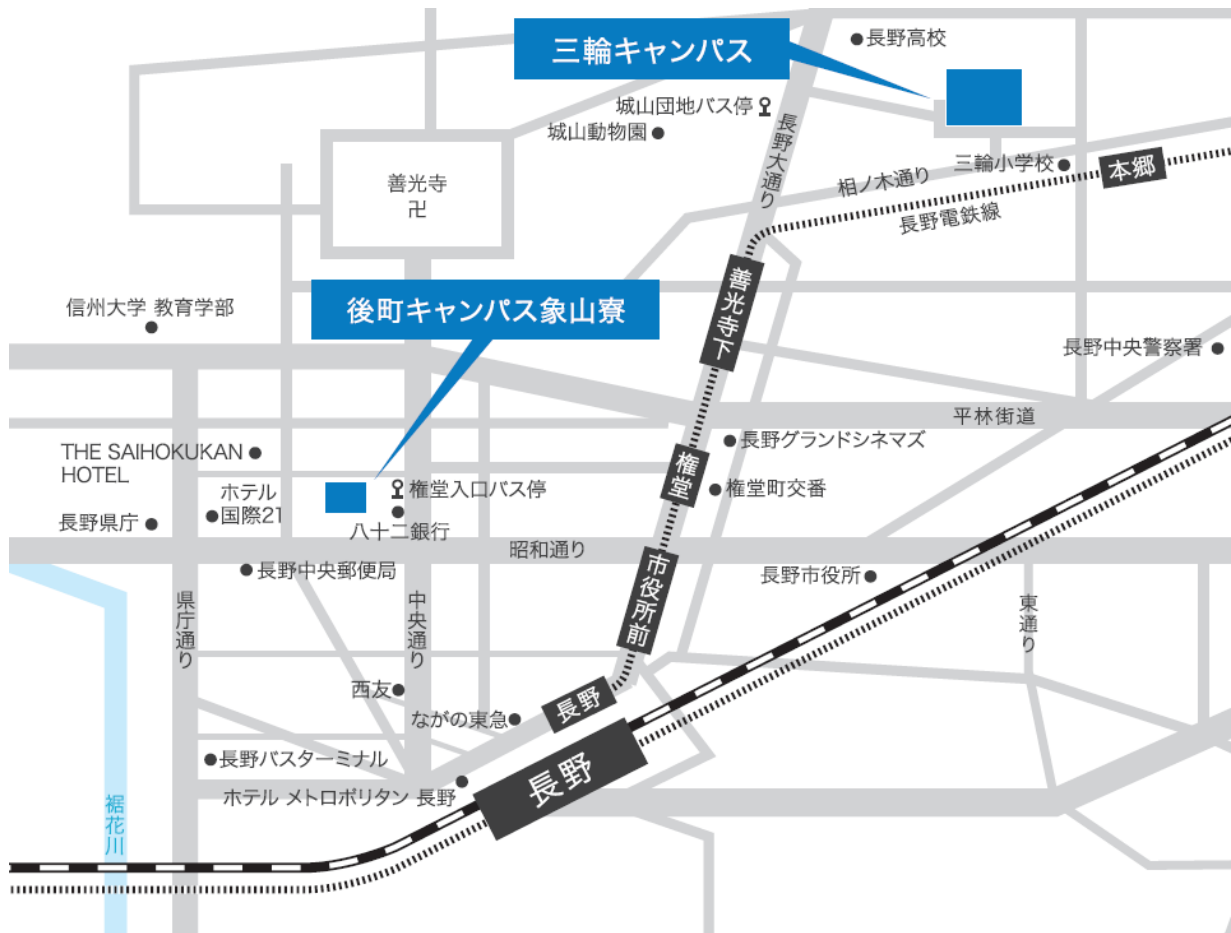 長野高校
三輪キャンパス
城山団地バス停
城山動物園
長野大通り
三輪小学校
本郷
相ノ木通り
長野電鉄線
善光寺
卍
善光寺下
後町キャンパス象山寮
信州大学 教育学部
長野中央警察署
平林街道
長野グランドシネマズ
THE SAIHOKUKAN
HOTEL
権堂
ホテル
国際21
権堂入口バス停
権堂町交番
長野県庁
八十二銀行
昭和通り
長野中央郵便局
市役所前
長野市役所
県庁通り
中央通り
東通り
西友
長野
ながの東急
長野バスターミナル
長野
ホテル メトロポリタン 長野
裾花川